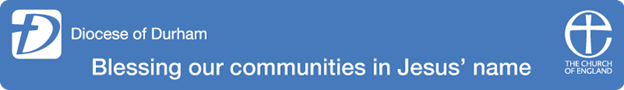 Diocese of Durham
Blessing our communities in Jesus’ name
THE CHURCH
OF ENGLAND